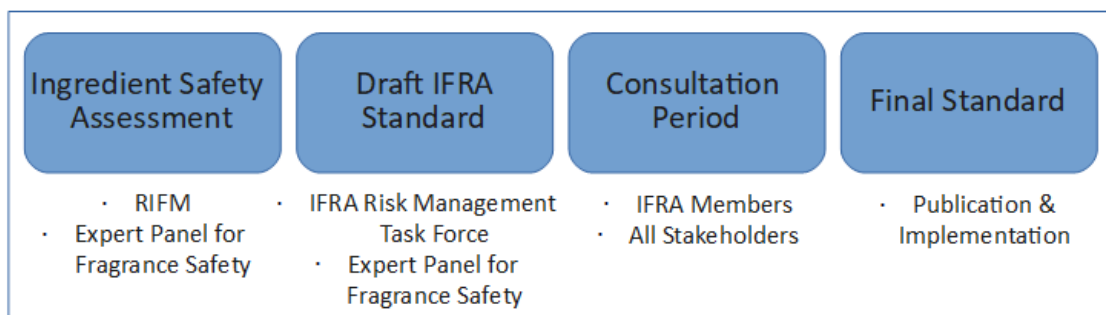 Ingredient Safety
Assessment
· RIFM
· Expert Panel for
Fragrance Safety
Draft IFRA
Standard
· IFRA Risk Management
Task Force
· Expert Panel for
Fragrance Safety
Consultation
Period
· IFRA Members
· All Stakeholders
Final Standard
· Publication &
Implementation